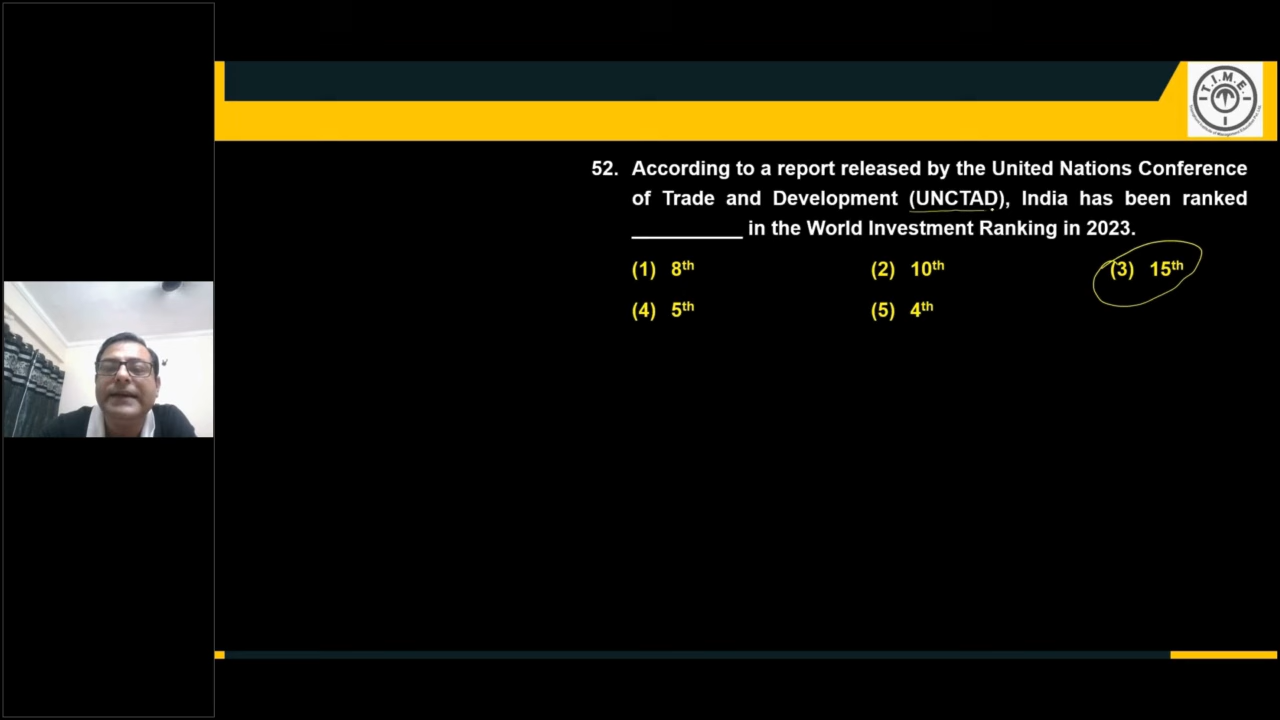 T.I.M.E.
52. According to a report released by the United Nations Conference
of Trade and Development (UNCTAD), India has been ranked
__________ in the World Investment Ranking in 2023.
(1) 8th (2) 10th (3) 15th
(4) 5th (5) 4th